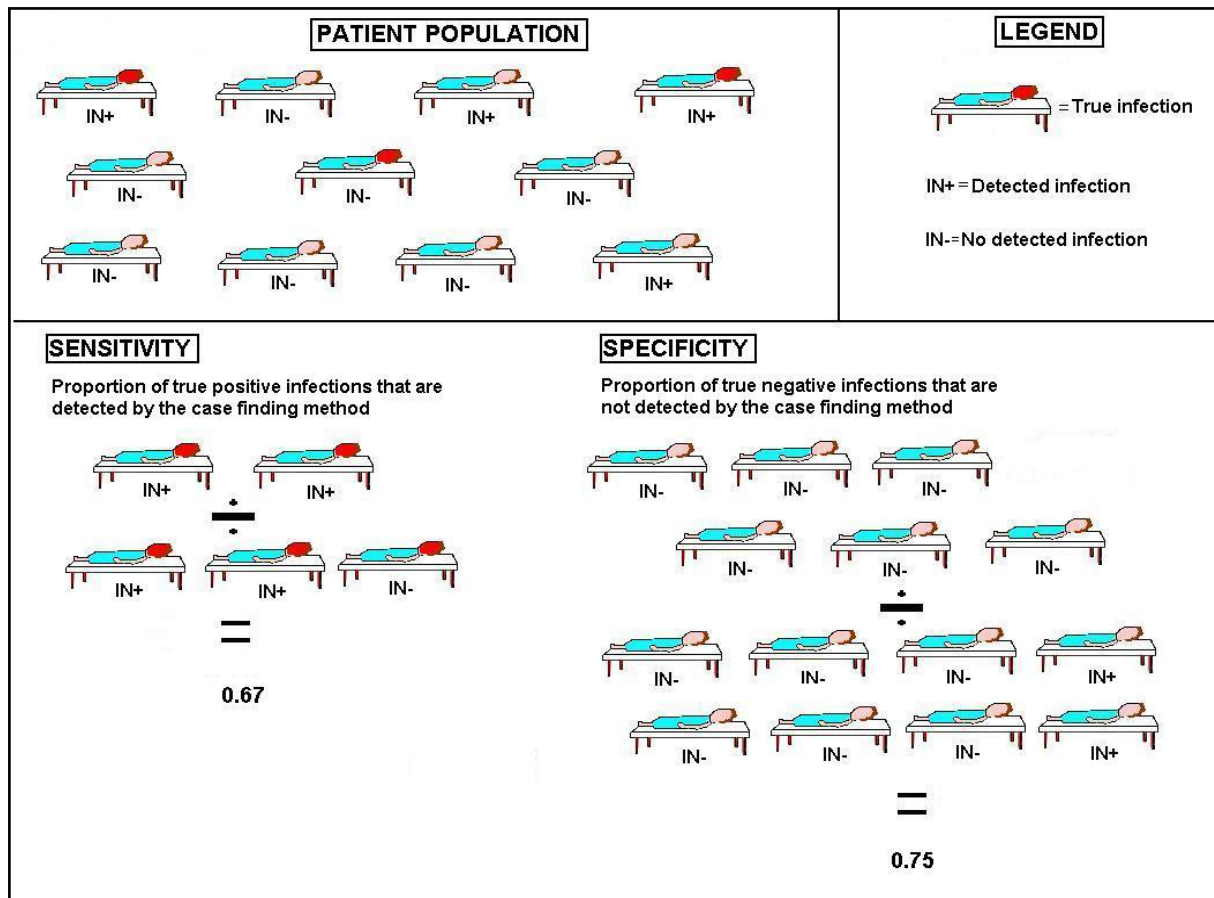 PATIENT POPULATION
IN+ IN- IN+ IN+
IN- IN- IN-
IN- IN- IN- IN+
LEGEND
= True infection
IN+ = Detected infection
IN-=No detected infection
SENSITIVITY
Proportion of true positive infections that are
detected by the case finding method
IN+ IN+
÷
IN+ IN+ IN-
=
0.67
SPECIFICITY
Proportion of true negative infections that are
not detected by the case finding method
IN- IN- IN-
IN- IN- IN-
÷
IN- IN- IN- IN+
IN- IN- IN- IN+
=
0.75